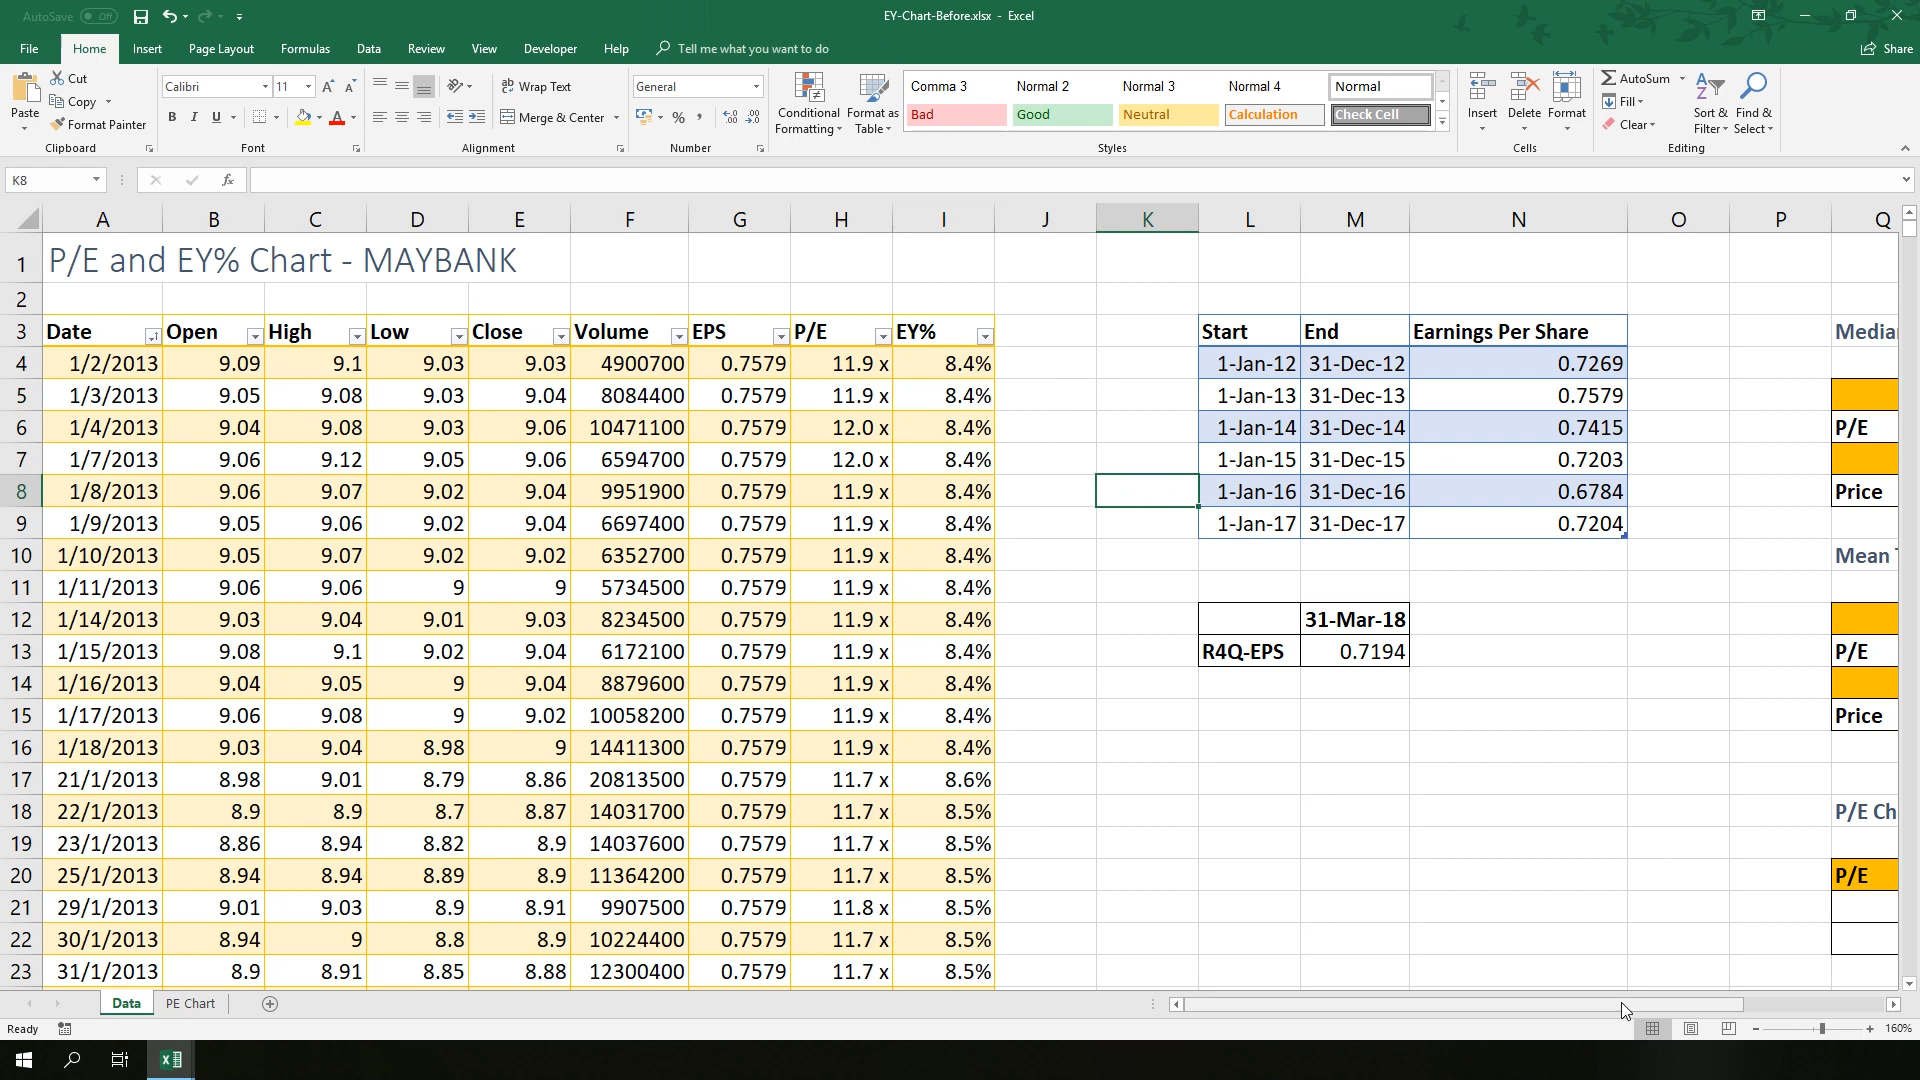 AutoSave Off EY-Chart-Before.xlsx - Excel
File Home Insert Page Layout Formulas Data Review View Developer Help Tell me what you want to do Share
Paste Cut Copy Format Painter Clipboard
Calibri 11 A A B I U A Font
Wrap Text Merge & Center Alignment
General % , Number
Conditional Formatting Format as Table
Comma 3 Normal 2 Normal 3 Normal 4 Normal
Bad Good Neutral Calculation Check Cell
Styles
Insert Delete Format Cells
AutoSum Fill Clear Sort & Filter Find & Select Editing
K8 fx
A B C D E F G H I J K L M N O P Q
1 P/E and EY% Chart - MAYBANK
2
3 Date Open High Low Close Volume EPS P/E EY% Start End Earnings Per Share Media
4 1/2/2013 9.09 9.1 9.03 9.03 4900700 0.7579 11.9 x 8.4% 1-Jan-12 31-Dec-12 0.7269
5 1/3/2013 9.05 9.08 9.03 9.04 8084400 0.7579 11.9 x 8.4% 1-Jan-13 31-Dec-13 0.7579
6 1/4/2013 9.04 9.08 9.03 9.06 10471100 0.7579 12.0 x 8.4% 1-Jan-14 31-Dec-14 0.7415 P/E
7 1/7/2013 9.06 9.12 9.05 9.06 6594700 0.7579 12.0 x 8.4% 1-Jan-15 31-Dec-15 0.7203
8 1/8/2013 9.06 9.07 9.02 9.04 9951900 0.7579 11.9 x 8.4% 1-Jan-16 31-Dec-16 0.6784 Price
9 1/9/2013 9.05 9.06 9.02 9.04 6697400 0.7579 11.9 x 8.4% 1-Jan-17 31-Dec-17 0.7204
10 1/10/2013 9.05 9.07 9.02 9.02 6352700 0.7579 11.9 x 8.4% Mean
11 1/11/2013 9.06 9.06 9 9 5734500 0.7579 11.9 x 8.4%
12 1/14/2013 9.03 9.04 9.01 9.03 8234500 0.7579 11.9 x 8.4% 31-Mar-18
13 1/15/2013 9.08 9.1 9.02 9.04 6172100 0.7579 11.9 x 8.4% R4Q-EPS 0.7194 P/E
14 1/16/2013 9.04 9.05 9 9.04 8879600 0.7579 11.9 x 8.4%
15 1/17/2013 9.06 9.08 9 9.02 10058200 0.7579 11.9 x 8.4% Price
16 1/18/2013 9.03 9.04 8.98 9 14411300 0.7579 11.9 x 8.4%
17 21/1/2013 8.98 9.01 8.79 8.86 20813500 0.7579 11.7 x 8.6%
18 22/1/2013 8.9 8.9 8.7 8.87 14031700 0.7579 11.7 x 8.5% P/E Ch
19 23/1/2013 8.86 8.94 8.82 8.9 14037600 0.7579 11.7 x 8.5%
20 25/1/2013 8.94 8.94 8.89 8.9 11364200 0.7579 11.7 x 8.5% P/E
21 29/1/2013 9.01 9.03 8.9 8.91 9907500 0.7579 11.8 x 8.5%
22 30/1/2013 8.94 9 8.8 8.9 10224400 0.7579 11.7 x 8.5%
23 31/1/2013 8.9 8.91 8.85 8.88 12300400 0.7579 11.7 x 8.5%
Data PE Chart
Ready 160%